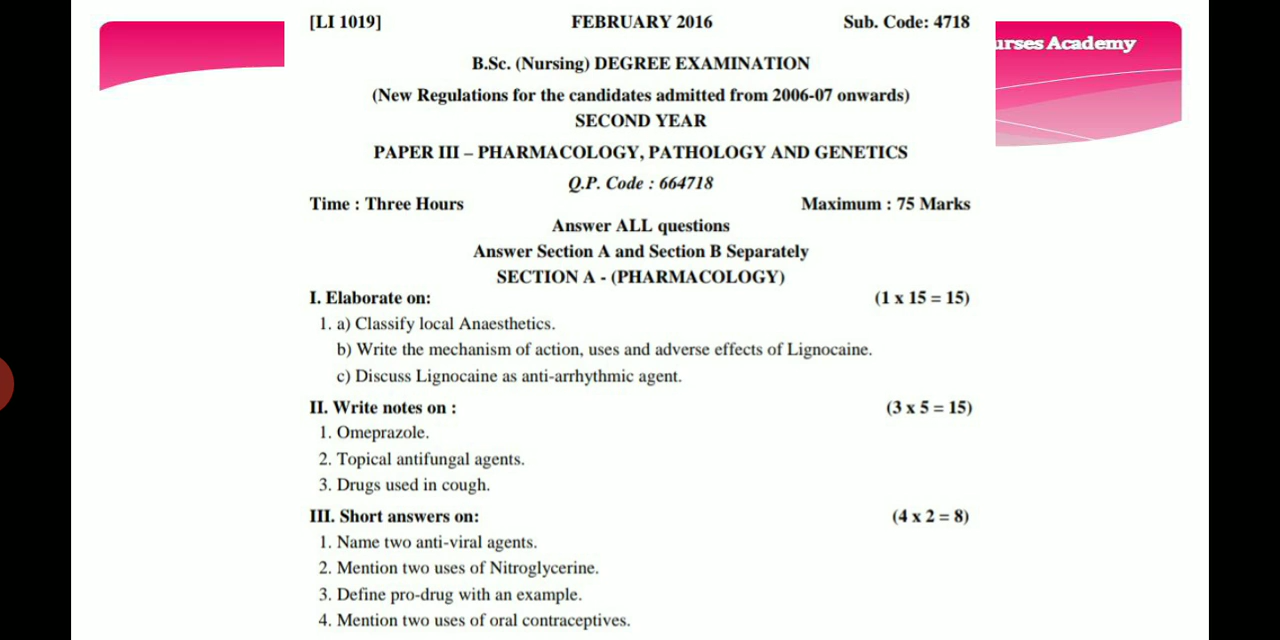 [LI 1019] FEBRUARY 2016 Sub. Code: 4718
Academy
B.Sc. (Nursing) DEGREE EXAMINATION
(New Regulations for the candidates admitted from 2006-07 onwards)
SECOND YEAR
PAPER III – PHARMACOLOGY, PATHOLOGY AND GENETICS
Q.P. Code : 664718
Time : Three Hours Maximum : 75 Marks
Answer ALL questions
Answer Section A and Section B Separately
SECTION A - (PHARMACOLOGY)
I. Elaborate on: (1 x 15 = 15)
1. a) Classify local Anaesthetics.
b) Write the mechanism of action, uses and adverse effects of Lignocaine.
c) Discuss Lignocaine as anti-arrhythmic agent.
II. Write notes on : (3 x 5 = 15)
1. Omeprazole.
2. Topical antifungal agents.
3. Drugs used in cough.
III. Short answers on: (4 x 2 = 8)
1. Name two anti-viral agents.
2. Mention two uses of Nitroglycerine.
3. Define pro-drug with an example.
4. Mention two uses of oral contraceptives.